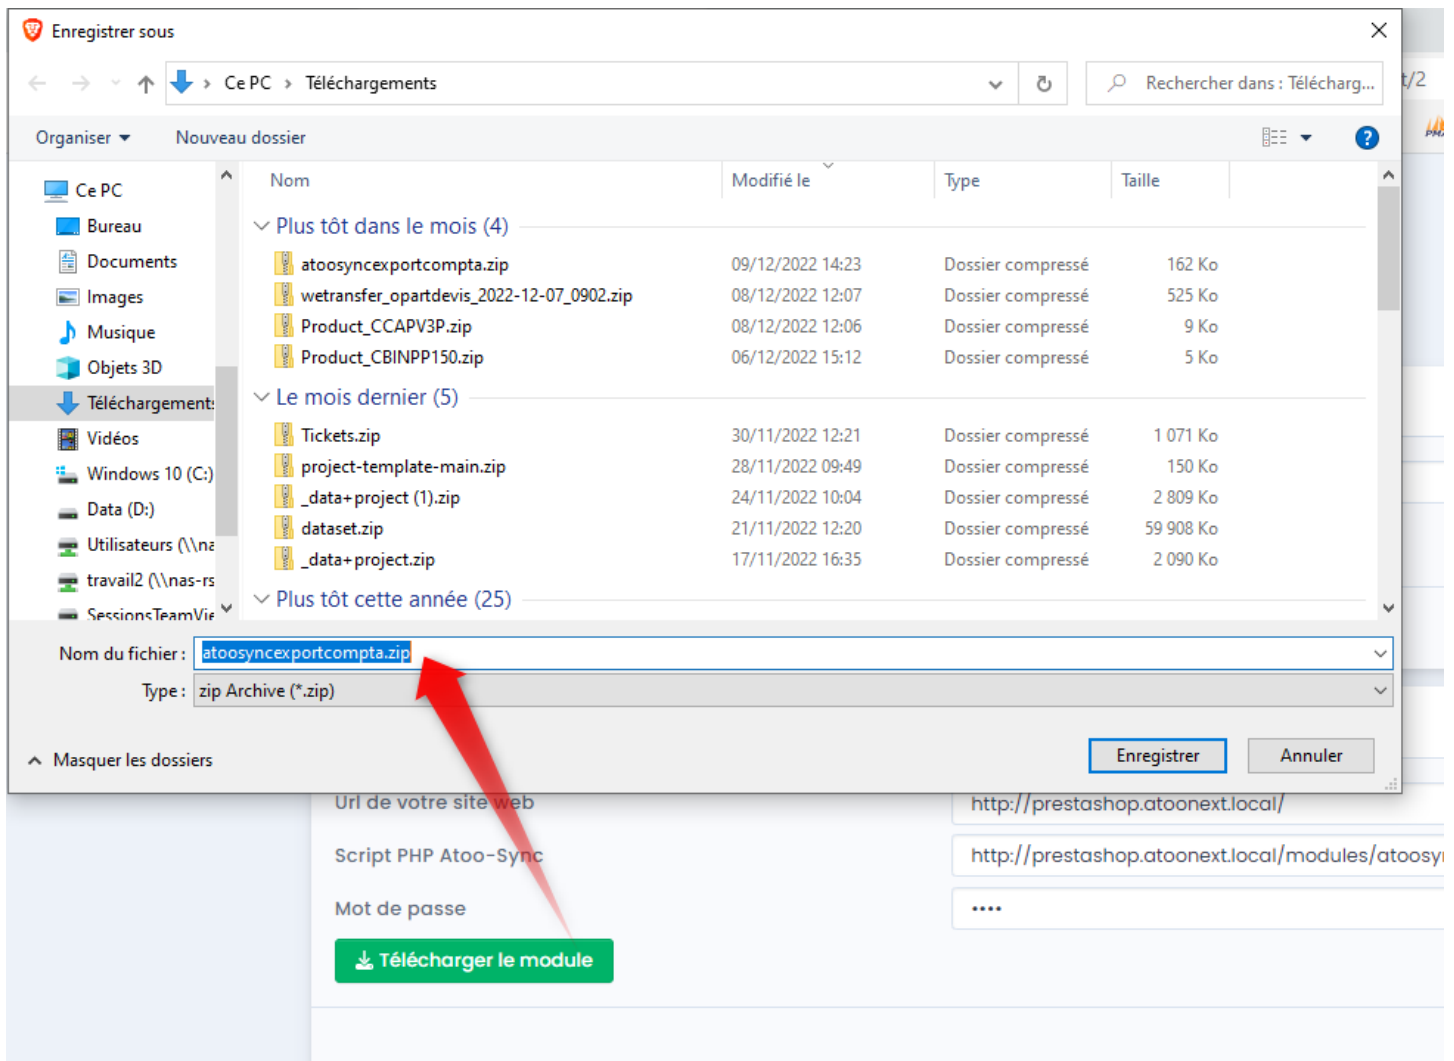 Enregistrer sous
Ce PC › Téléchargements
Rechercher dans : Télécharg...
t/2
Organiser
Nouveau dossier
?
Ce PC
Bureau
Documents
Images
Musique
Objets 3D
Téléchargements
Vidéos
Windows 10 (C:)
Data (D:)
Utilisateurs (\\na
travail2 (\\nas-rs
SessionsTeamVie
Nom Modifié le Type Taille
Plus tôt dans le mois (4)
atoosyncexportcompta.zip 09/12/2022 14:23 Dossier compressé 162 Ko
wetransfer_opartdevis_2022-12-07_0902.zip 08/12/2022 12:07 Dossier compressé 525 Ko
Product_CCAPV3P.zip 08/12/2022 12:06 Dossier compressé 9 Ko
Product_CBINPP150.zip 06/12/2022 15:12 Dossier compressé 5 Ko
Le mois dernier (5)
Tickets.zip 30/11/2022 12:21 Dossier compressé 1 071 Ko
project-template-main.zip 28/11/2022 09:49 Dossier compressé 150 Ko
_data+project (1).zip 24/11/2022 10:04 Dossier compressé 2 809 Ko
dataset.zip 21/11/2022 12:20 Dossier compressé 59 908 Ko
_data+project.zip 17/11/2022 16:35 Dossier compressé 2 090 Ko
Plus tôt cette année (25)
Nom du fichier : atoosyncexportcompta.zip
Type : zip Archive (*.zip)
Masquer les dossiers
Enregistrer
Annuler
Url de votre site web http://prestashop.atoonext.local/
Script PHP Atoo-Sync http://prestashop.atoonext.local/modules/atoosy
Mot de passe ••••
Télécharger le module